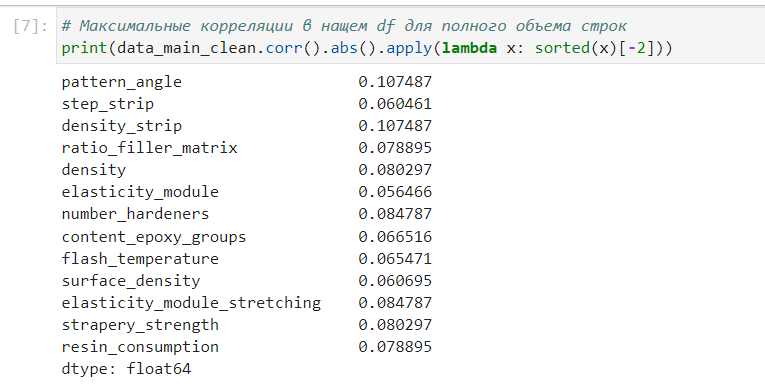 [7]: # Максимальные корреляции в нащем df для полного объема строк
print(data_main_clean.corr().abs().apply(lambda x: sorted(x)[-2]))
pattern_angle 0.107487
step_strip 0.060461
density_strip 0.107487
ratio_filler_matrix 0.078895
density 0.080297
elasticity_module 0.056466
number_hardeners 0.084787
content_epoxy_groups 0.066516
flash_temperature 0.065471
surface_density 0.060695
elasticity_module_stretching 0.084787
strapery_strength 0.080297
resin_consumption 0.078895
dtype: float64